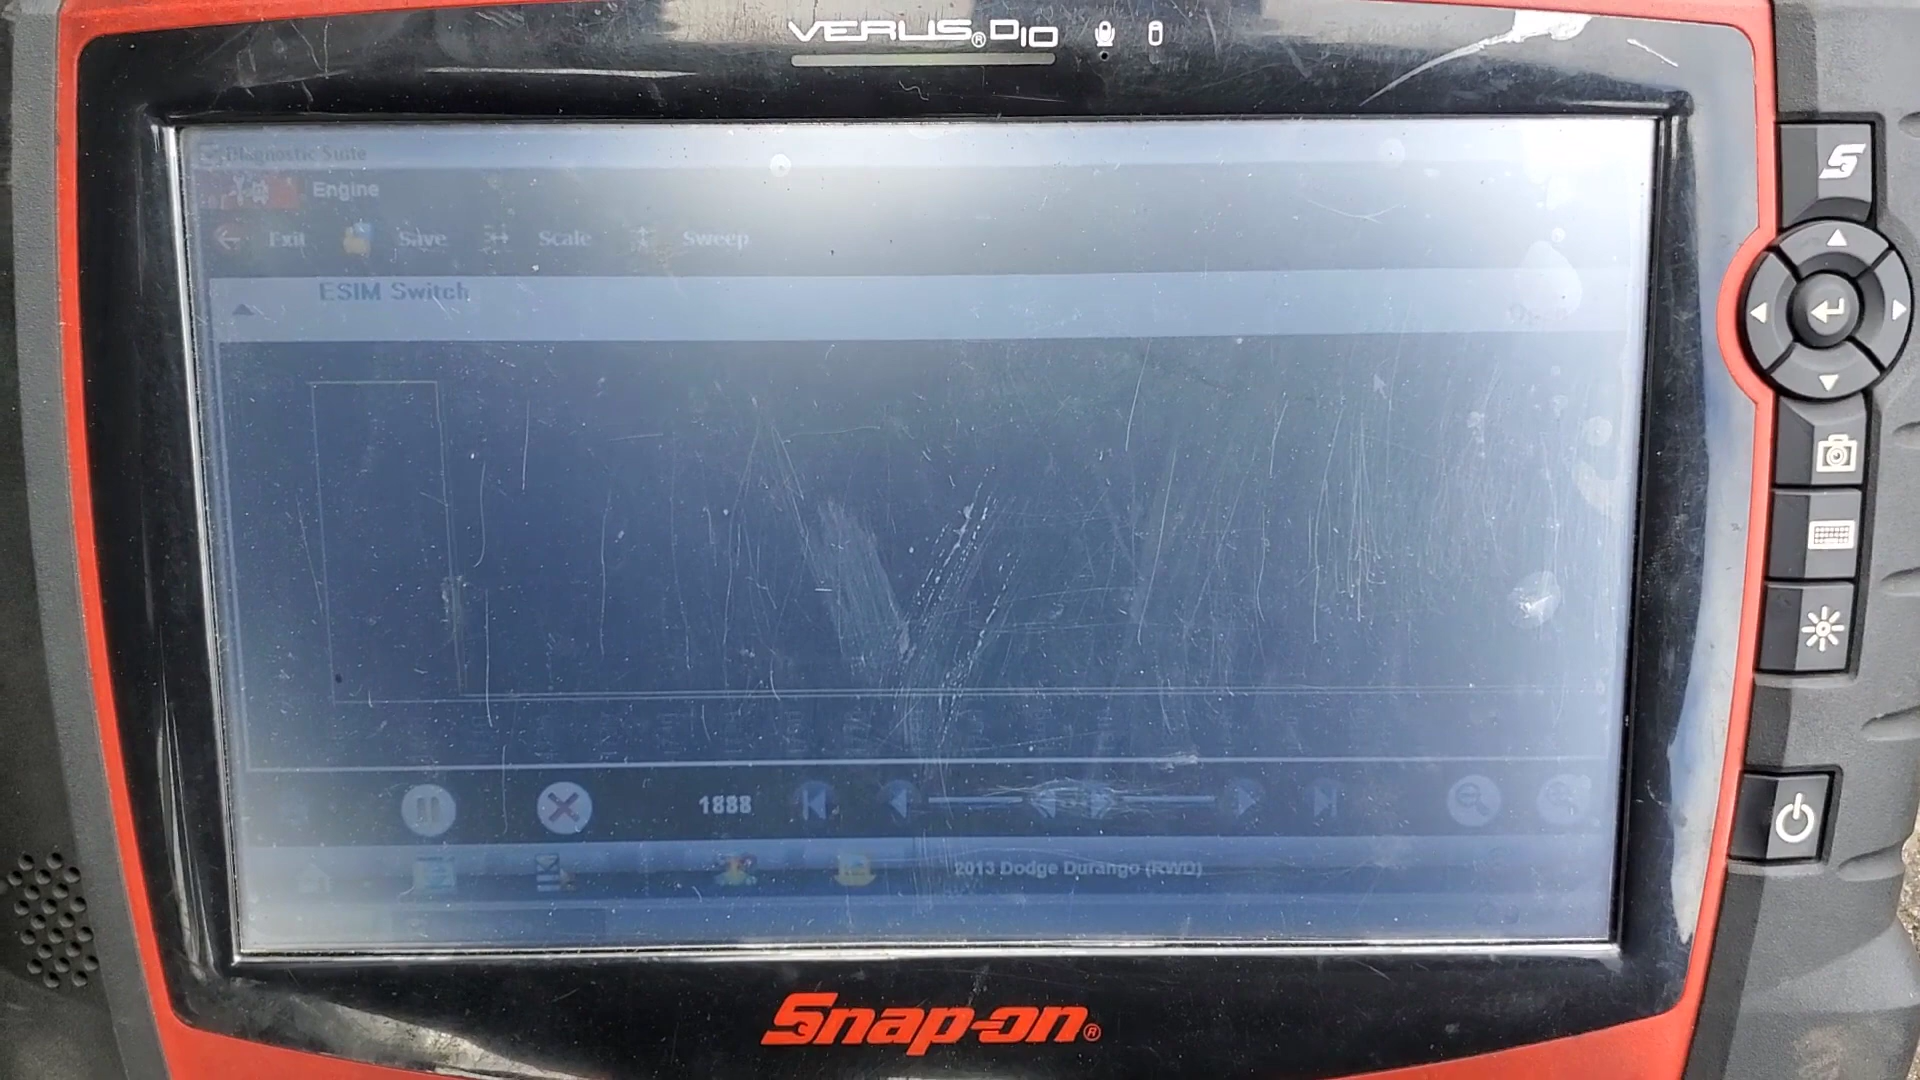 VERUS® D10
Diagnostic Suite
Engine
Exit Save Scale Sweep
ESIM Switch
1888
2013 Dodge Durango (RWD)
Snap-on®